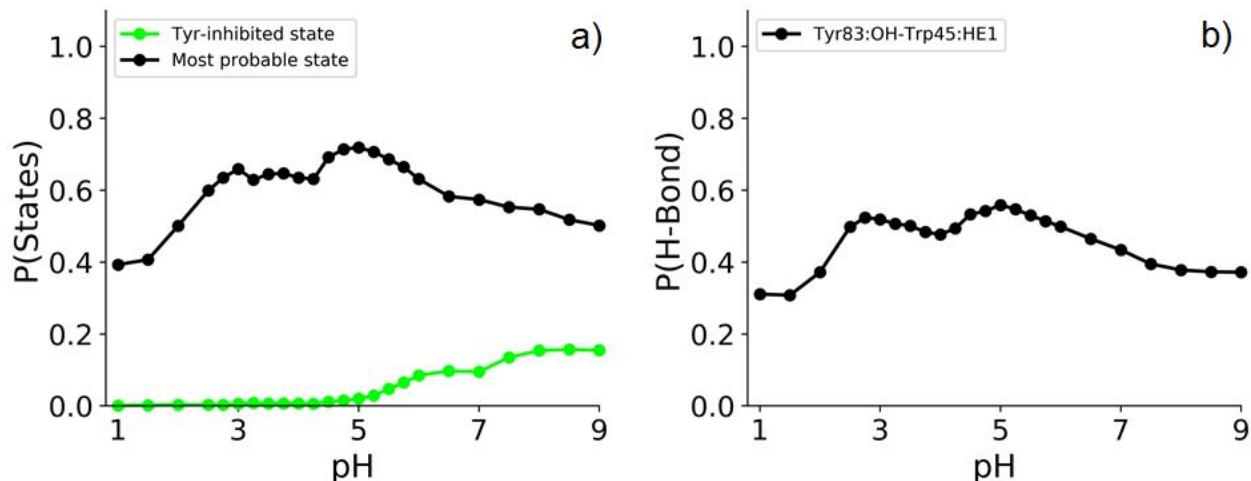 a)
Tyr-inhibited state
Most probable state
P(States)
1.0
0.8
0.6
0.4
0.2
0.0
1 3 5 7 9
pH
b)
Tyr83:OH-Trp45:HE1
P(H-Bond)
1.0
0.8
0.6
0.4
0.2
0.0
1 3 5 7 9
pH